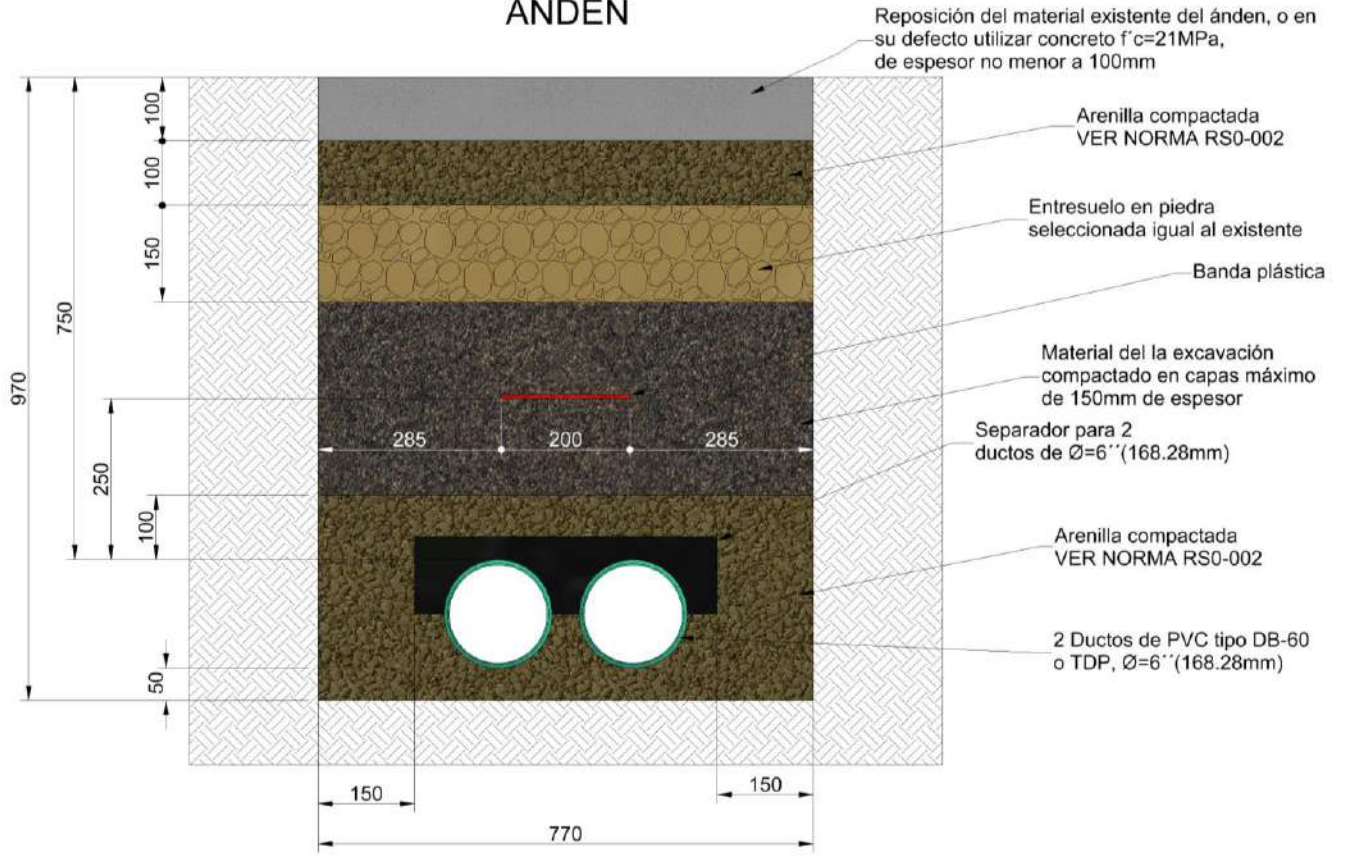 ANDEN
Reposición del material existente del ánden, o en
su defecto utilizar concreto f´c=21MPa,
de espesor no menor a 100mm
Arenilla compactada
VER NORMA RS0-002
Entresuelo en piedra
seleccionada igual al existente
Banda plástica
Material del la excavación
compactado en capas máximo
de 150mm de espesor
Separador para 2
ductos de Ø=6´´(168.28mm)
Arenilla compactada
VER NORMA RS0-002
2 Ductos de PVC tipo DB-60
o TDP, Ø=6´´(168.28mm)
970
750
100
100
150
250
100
50
285
200
285
150
150
770